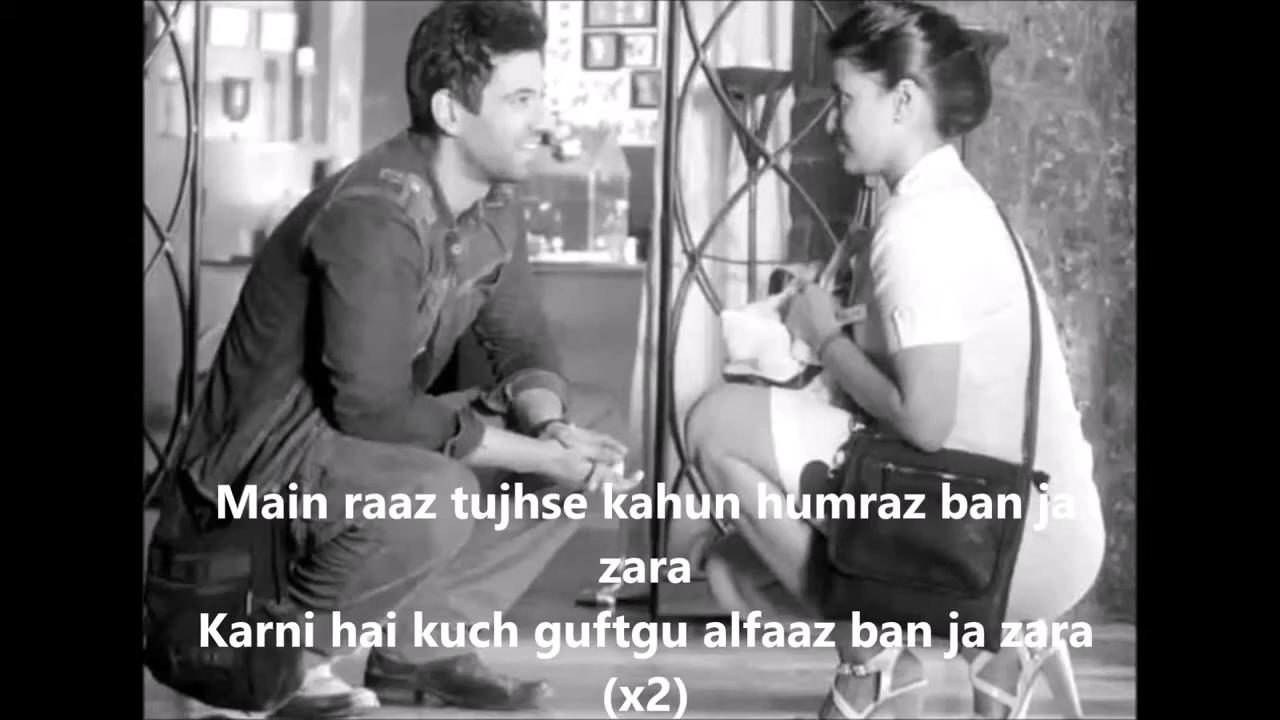 Main raaz tujhse kahun humraz ban ja
zara
Karni hai kuch guftgu alfaaz ban ja zara
(x2)